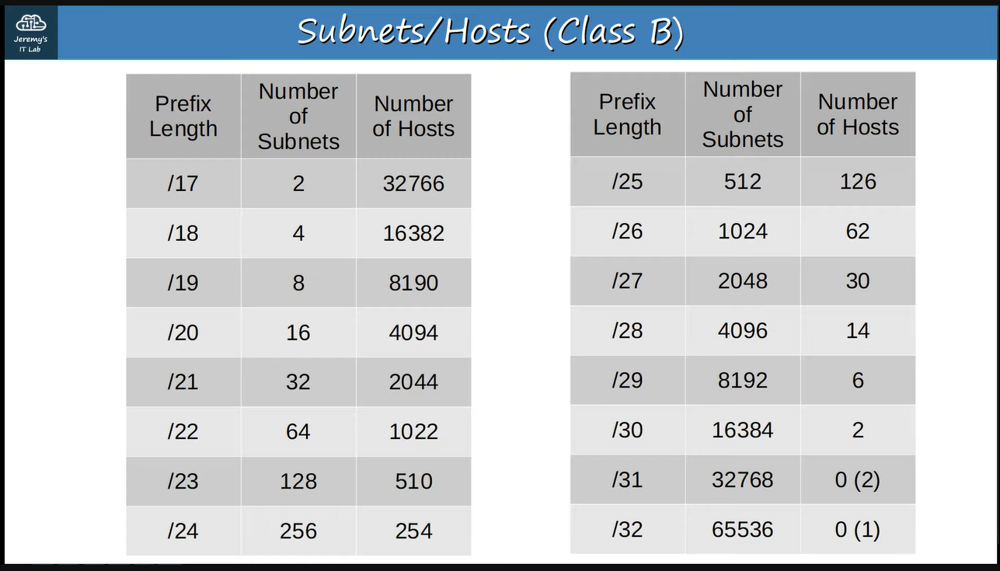 Jeremy's
IT Lab
Subnets/Hosts (Class B)
Prefix Length | Number of Subnets | Number of Hosts
/17 | 2 | 32766
/18 | 4 | 16382
/19 | 8 | 8190
/20 | 16 | 4094
/21 | 32 | 2044
/22 | 64 | 1022
/23 | 128 | 510
/24 | 256 | 254
Prefix Length | Number of Subnets | Number of Hosts
/25 | 512 | 126
/26 | 1024 | 62
/27 | 2048 | 30
/28 | 4096 | 14
/29 | 8192 | 6
/30 | 16384 | 2
/31 | 32768 | 0 (2)
/32 | 65536 | 0 (1)